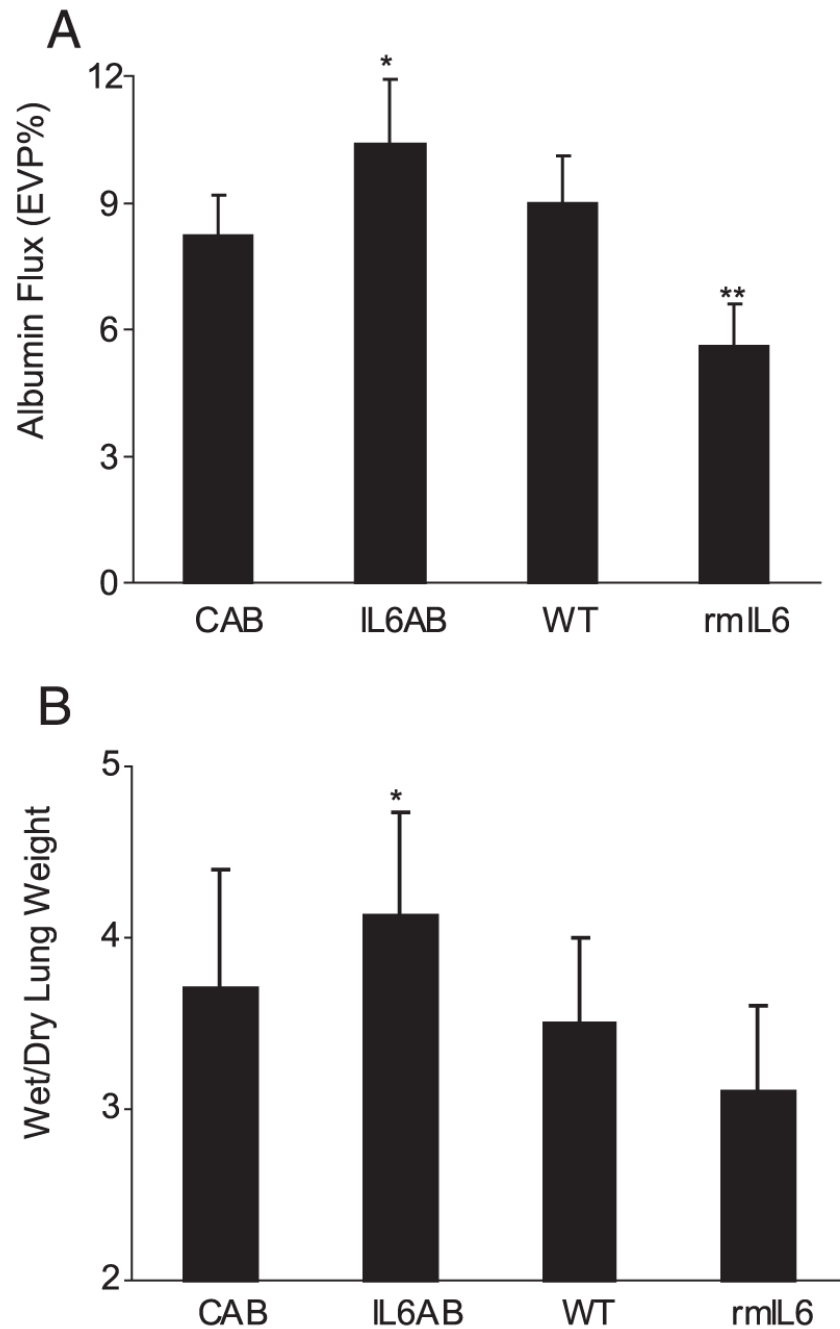 A
Albumin Flux (EVP%)
12
9
6
3
0
*
**
CAB IL6AB WT rmIL6
B
Wet/Dry Lung Weight
5
4
3
2
*
CAB IL6AB WT rmIL6